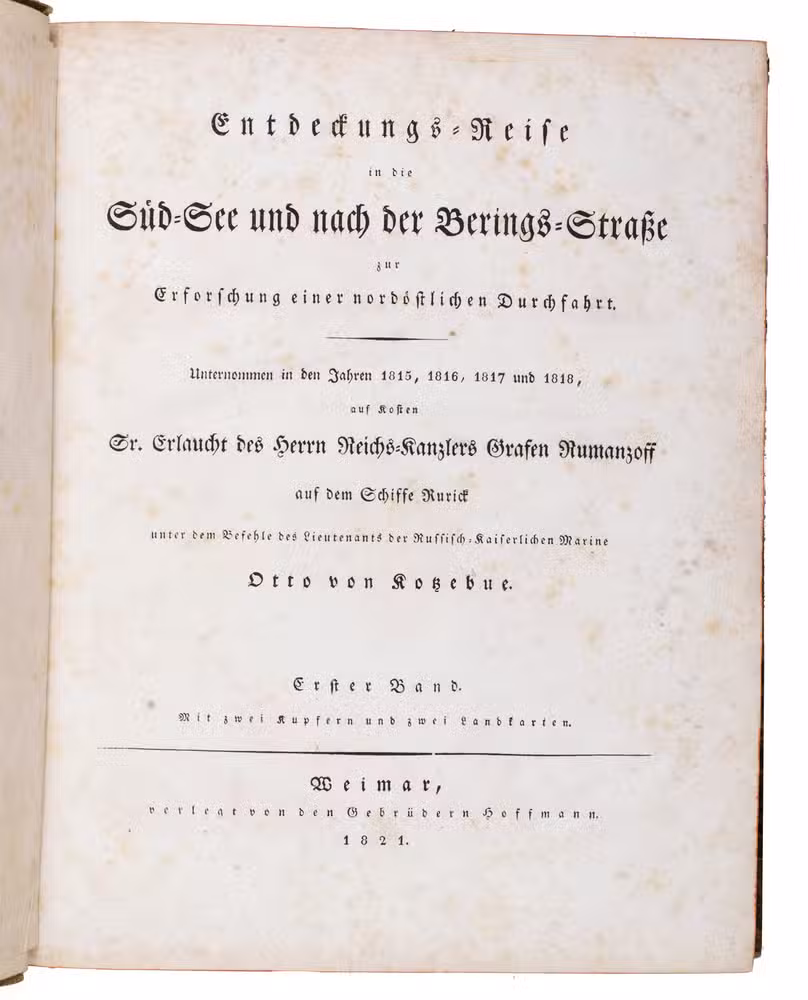 Entdeckungs-Reise
in die
Süd-See und nach der Berings-Straße
zur
Erforschung einer nordöstlichen Durchfahrt.
Unternommen in den Jahren 1815, 1816, 1817 und 1818,
auf Kosten
Sr. Erlaucht des Herrn Reichs-Kanzlers Grafen Rumanzoff
auf dem Schiffe Rurick
unter dem Befehle des Lieutenants der Russisch-Kaiserlichen Marine
Otto von Kotzebue.
Erster Band.
Mit zwei Kupfern und zwei Landkarten.
Weimar,
verlegt von den Gebrüdern Hoffmann.
1821.